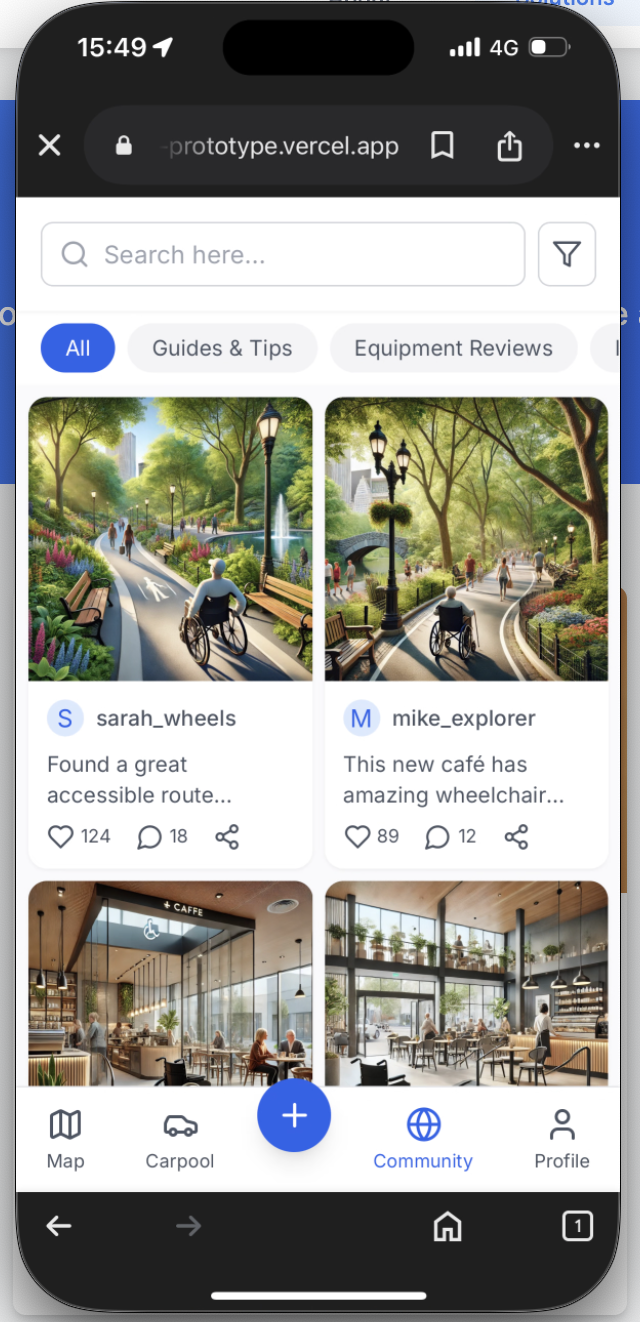 Solutions
15:49
4G
-prototype.vercel.app
Search here...
All
Guides & Tips
Equipment Reviews
S
sarah_wheels
M
mike_explorer
Found a great
accessible route...
This new café has
amazing wheelchair...
124
18
89
12
CAFFE
Map
Carpool
+
Community
Profile
1